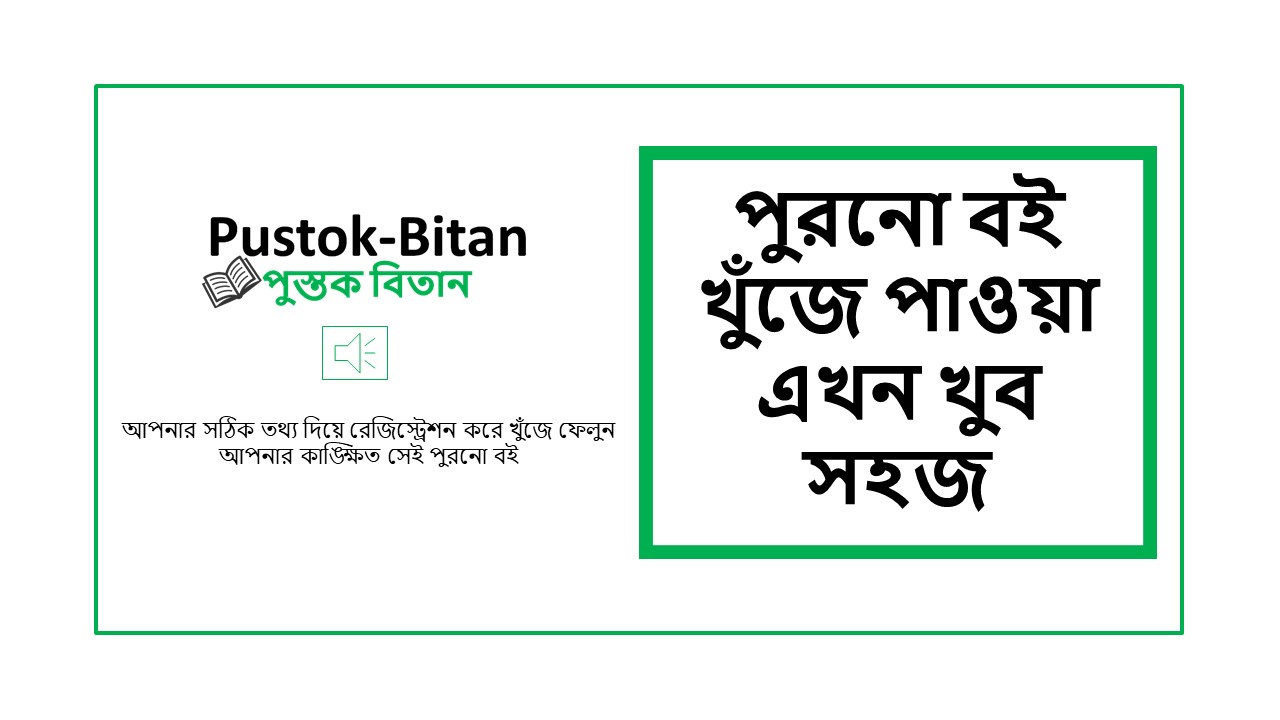 Pustok-Bitan
পুস্তক বিতান
আপনার সঠিক তথ্য দিয়ে রেজিস্ট্রেশন করে খুঁজে ফেলুন
আপনার কাঙ্ক্ষিত সেই পুরনো বই
পুরনো বই
খুঁজে পাওয়া
এখন খুব
সহজ